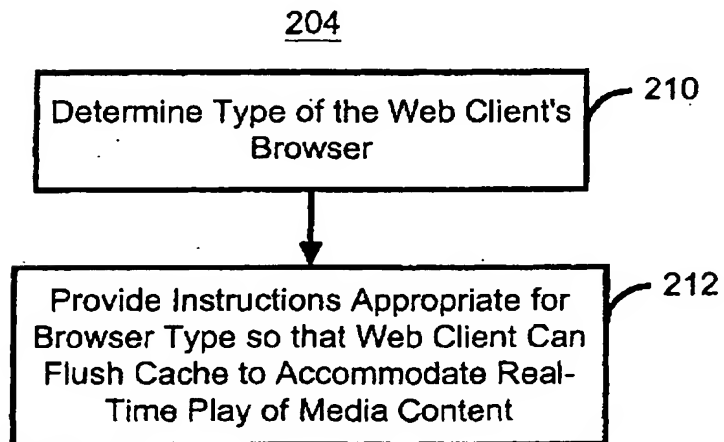 204
Determine Type of the Web Client's
Browser
210
Provide Instructions Appropriate for
Browser Type so that Web Client Can
Flush Cache to Accommodate Real-
Time Play of Media Content
212